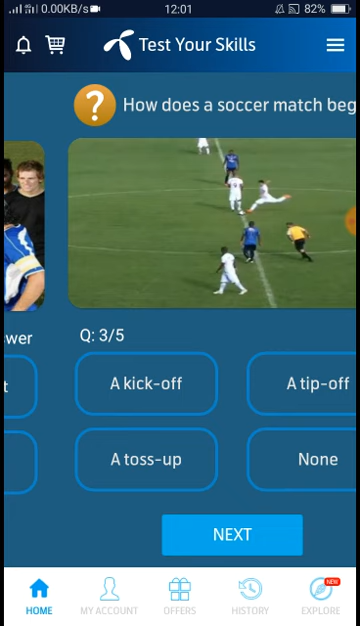 0.00KB/s 12:01 82%
Test Your Skills
? How does a soccer match beg
wer
Q: 3/5
t
A kick-off
A tip-off
A toss-up
None
NEXT
HOME
MY ACCOUNT
OFFERS
HISTORY
NEW
EXPLORE